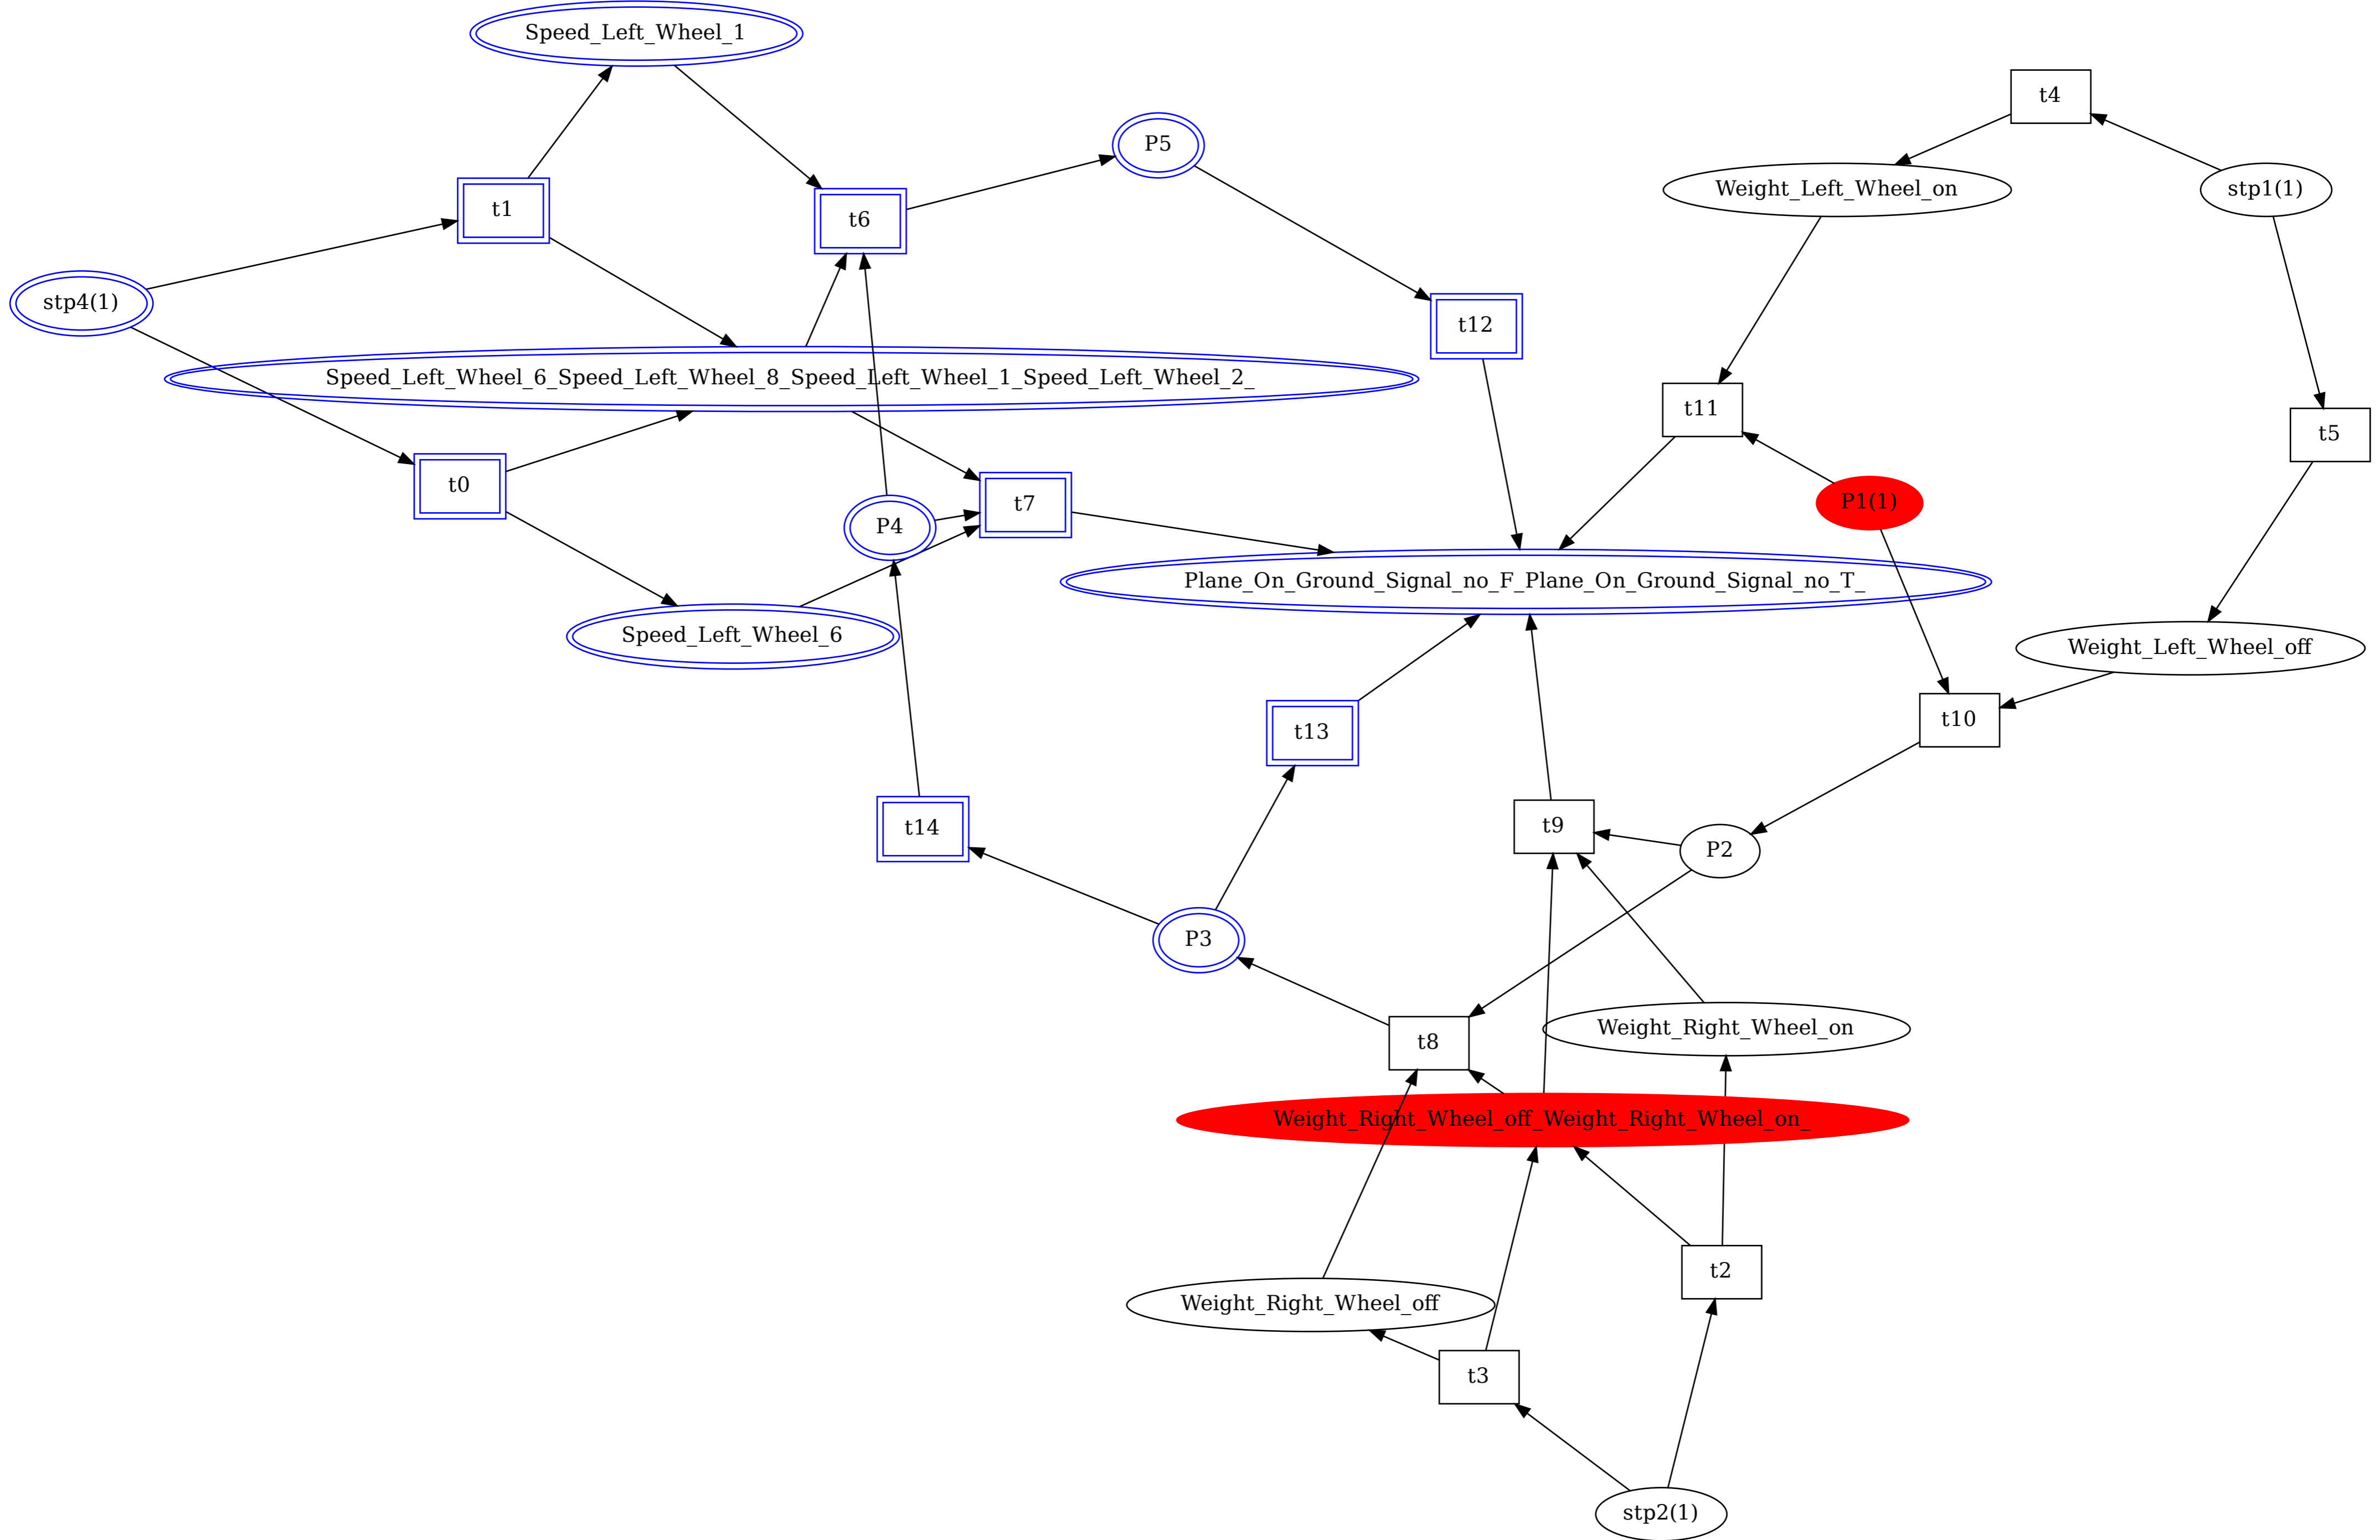 Speed_Left_Wheel_1
t4
P5
Weight_Left_Wheel_on
stp1(1)
t1
t6
stp4(1)
t12
Speed_Left_Wheel_6_Speed_Left_Wheel_8_Speed_Left_Wheel_1_Speed_Left_Wheel_2_
t11
t5
t0
t7
P1(1)
P4
Plane_On_Ground_Signal_no_F_Plane_On_Ground_Signal_no_T_
Speed_Left_Wheel_6
Weight_Left_Wheel_off
t13
t10
t14
t9
P2
P3
Weight_Right_Wheel_on
t8
Weight_Right_Wheel_off_Weight_Right_Wheel_on_
t2
Weight_Right_Wheel_off
t3
stp2(1)